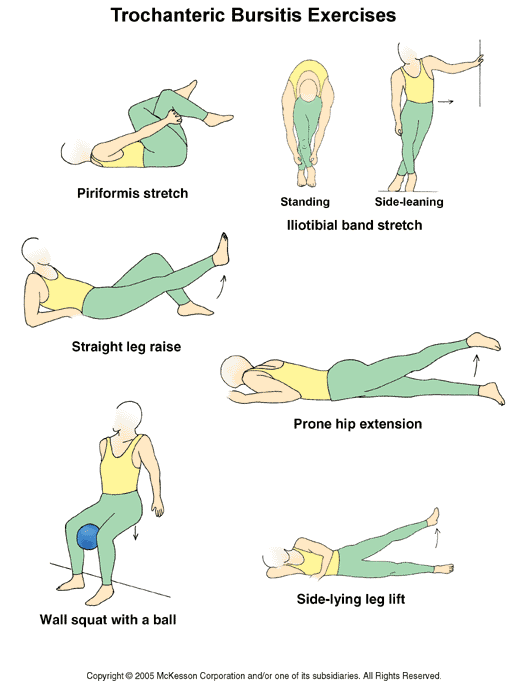 Trochanteric Bursitis Exercises
Piriformis stretch
Standing
Side-leaning
Iliotibial band stretch
Straight leg raise
Prone hip extension
Wall squat with a ball
Side-lying leg lift
Copyright © 2005 McKesson Corporation and/or one of its subsidiaries. All Rights Reserved.